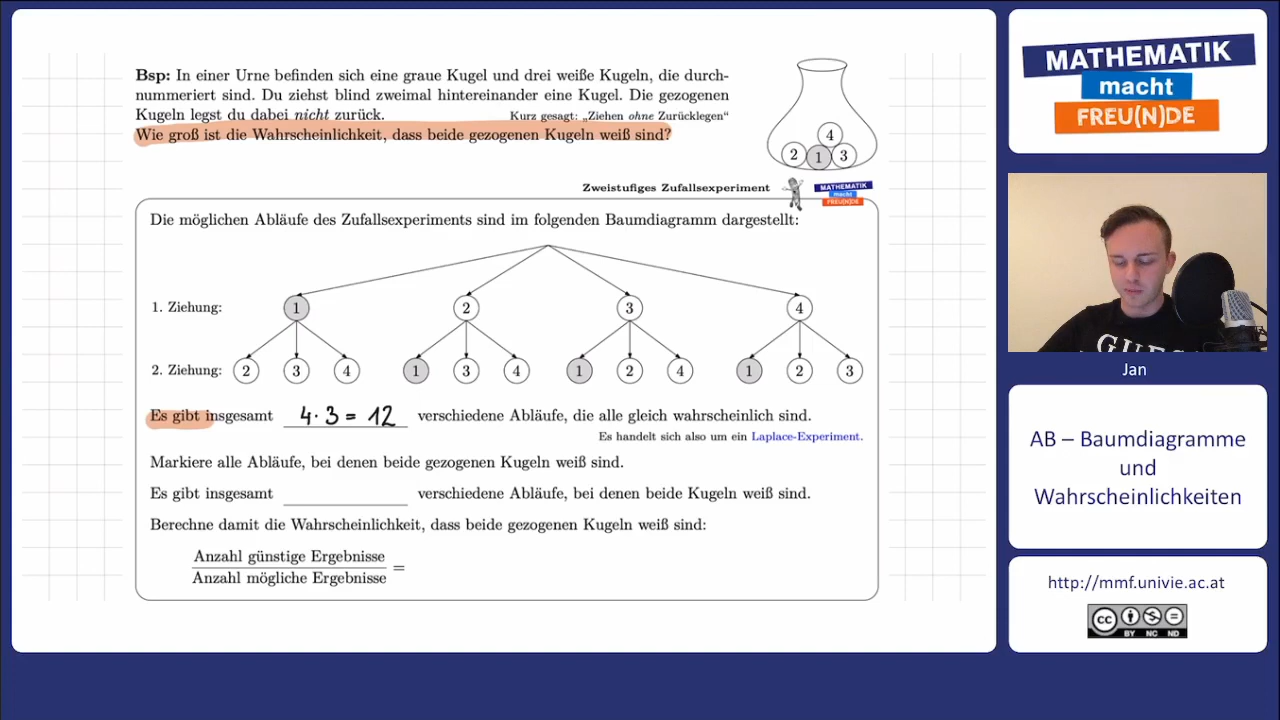 Bsp: In einer Urne befinden sich eine graue Kugel und drei weiße Kugeln, die durch-
nummeriert sind. Du ziehst blind zweimal hintereinander eine Kugel. Die gezogenen
Kugeln legst du dabei nicht zurück. Kurz gesagt: „Ziehen ohne Zurücklegen“
Wie groß ist die Wahrscheinlichkeit, dass beide gezogenen Kugeln weiß sind?
4
2 1 3
Zweistufiges Zufallsexperiment
MATHEMATIK
macht
FREU(N)DE
Die möglichen Abläufe des Zufallsexperiments sind im folgenden Baumdiagramm dargestellt:
1. Ziehung: 1 2 3 4
2. Ziehung: 2 3 4 1 3 4 1 2 4 1 2 3
Es gibt insgesamt 4 · 3 = 12 verschiedene Abläufe, die alle gleich wahrscheinlich sind.
Es handelt sich also um ein Laplace-Experiment.
Markiere alle Abläufe, bei denen beide gezogenen Kugeln weiß sind.
Es gibt insgesamt verschiedene Abläufe, bei denen beide Kugeln weiß sind.
Berechne damit die Wahrscheinlichkeit, dass beide gezogenen Kugeln weiß sind:
Anzahl günstige Ergebnisse
Anzahl mögliche Ergebnisse =
MATHEMATIK
macht
FREU(N)DE
GUES
Jan
AB – Baumdiagramme
und
Wahrscheinlichkeiten
http://mmf.univie.ac.at
cc
BY NC ND